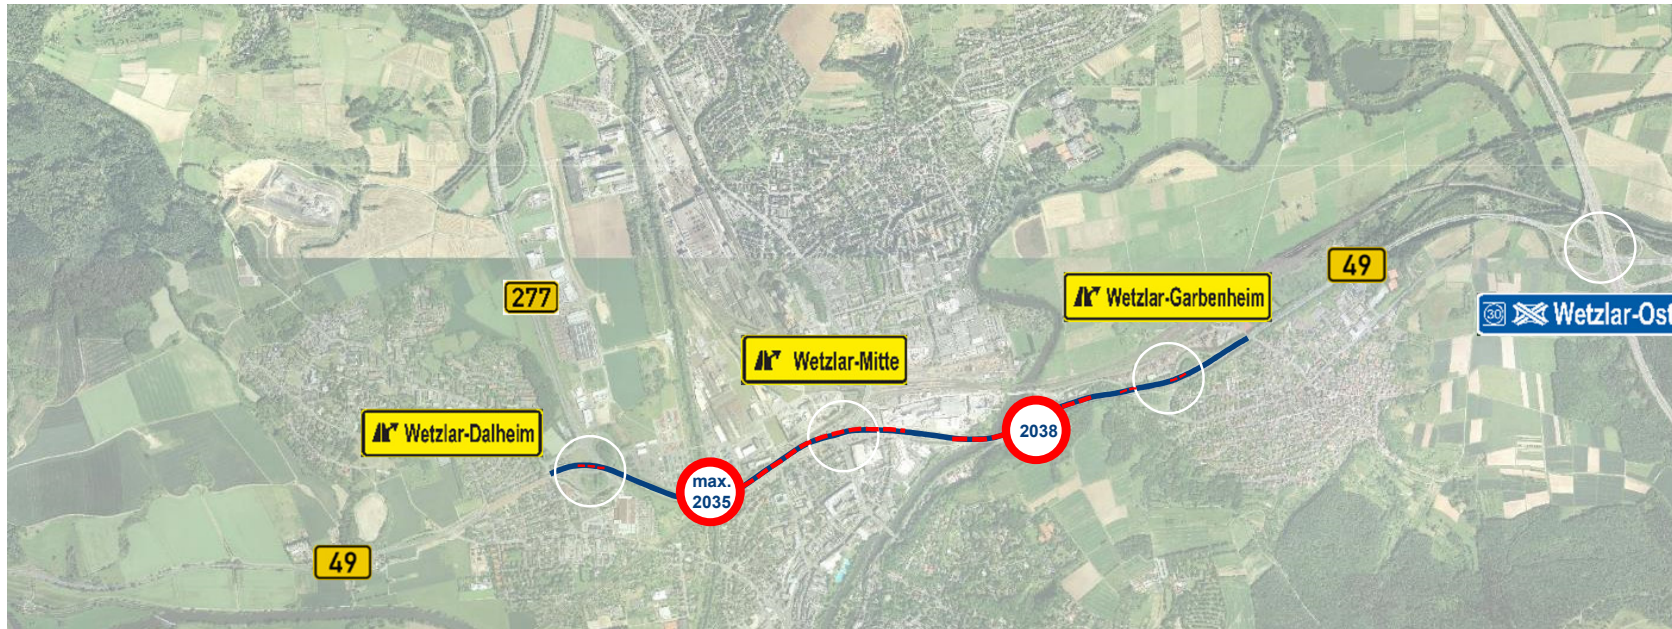 49
277
Wetzlar-Garbenheim
30 Wetzlar-Ost
Wetzlar-Mitte
Wetzlar-Dalheim
2038
max.
2035
49